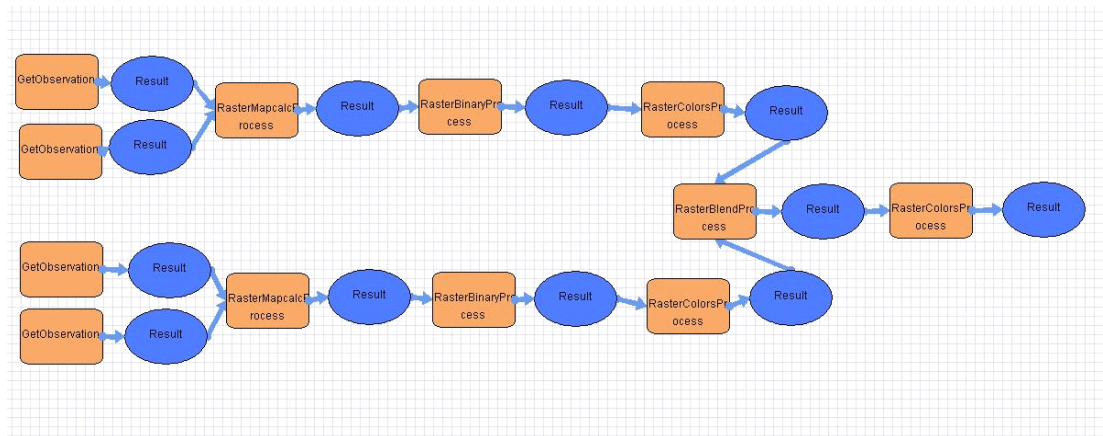 GetObservation
Result
GetObservation
Result
RasterMapcalcP
rocess
Result
RasterBinaryPro
cess
Result
RasterColorsPr
ocess
Result
RasterBlendPro
cess
Result
RasterColorsPr
ocess
Result
GetObservation
Result
GetObservation
Result
RasterMapcalcP
rocess
Result
RasterBinaryPro
cess
Result
RasterColorsPr
ocess
Result